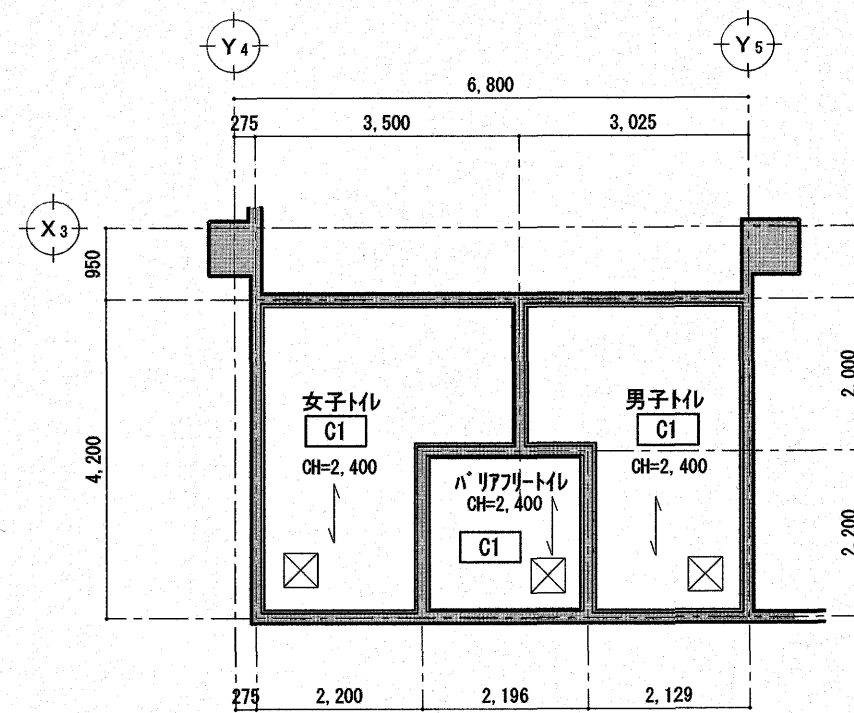 Y4
Y5
6,800
275
3,500
3,025
X3
950
4,200
2,000
2,200
女子トイレ
C1
CH=2,400
男子トイレ
C1
CH=2,400
バリアフリートイレ
CH=2,400
C1
275
2,200
2,196
2,129